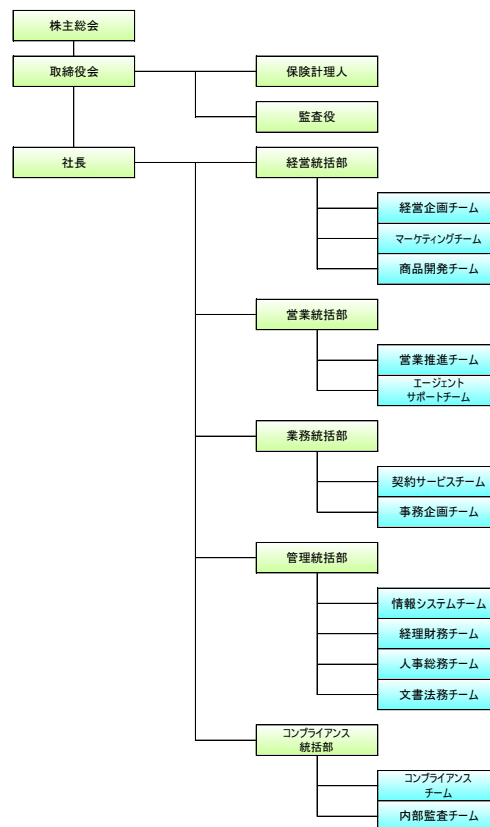 株主総会
取締役会
保険計理人
監査役
社長
経営統括部
経営企画チーム
マーケティングチーム
商品開発チーム
営業統括部
営業推進チーム
エージェント
サポートチーム
業務統括部
契約サービスチーム
事務企画チーム
管理統括部
情報システムチーム
経理財務チーム
人事総務チーム
文書法務チーム
コンプライアンス
統括部
コンプライアンス
チーム
内部監査チーム